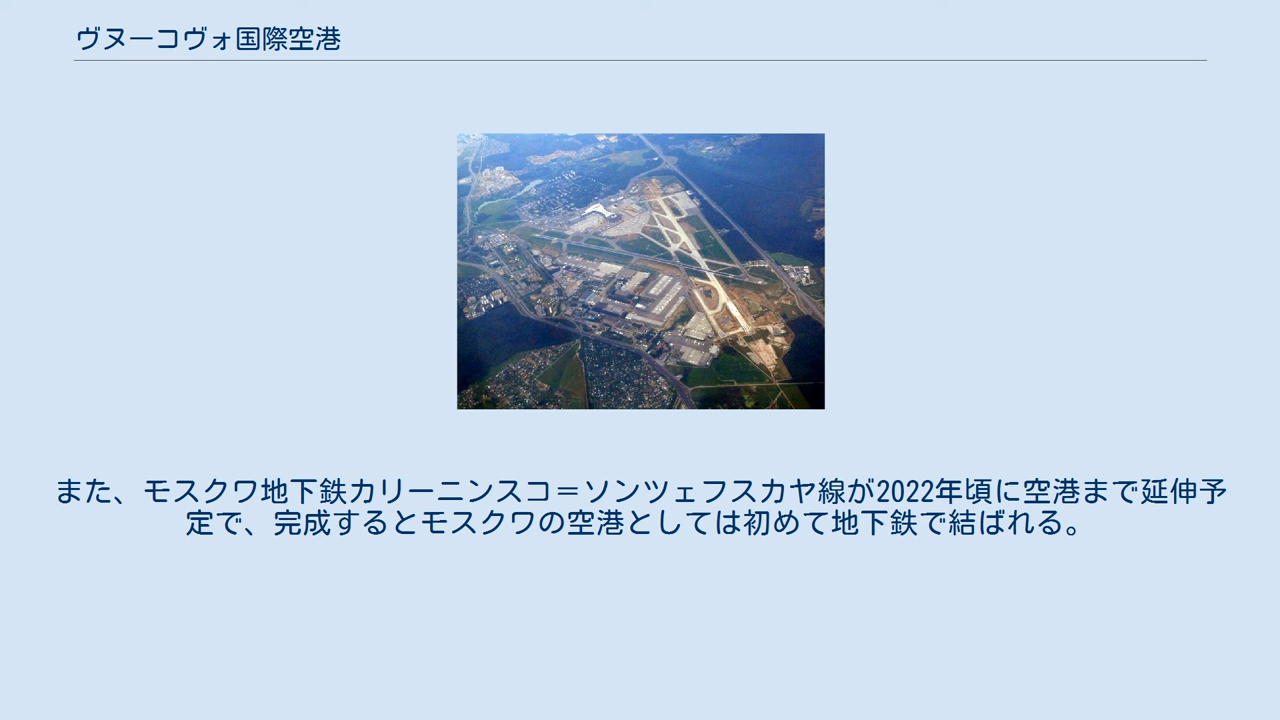 ヴヌーコヴォ国際空港
また、モスクワ地下鉄カリーニンスコ＝ソンツェフスカヤ線が2022年頃に空港まで延伸予
定で、完成するとモスクワの空港としては初めて地下鉄で結ばれる。